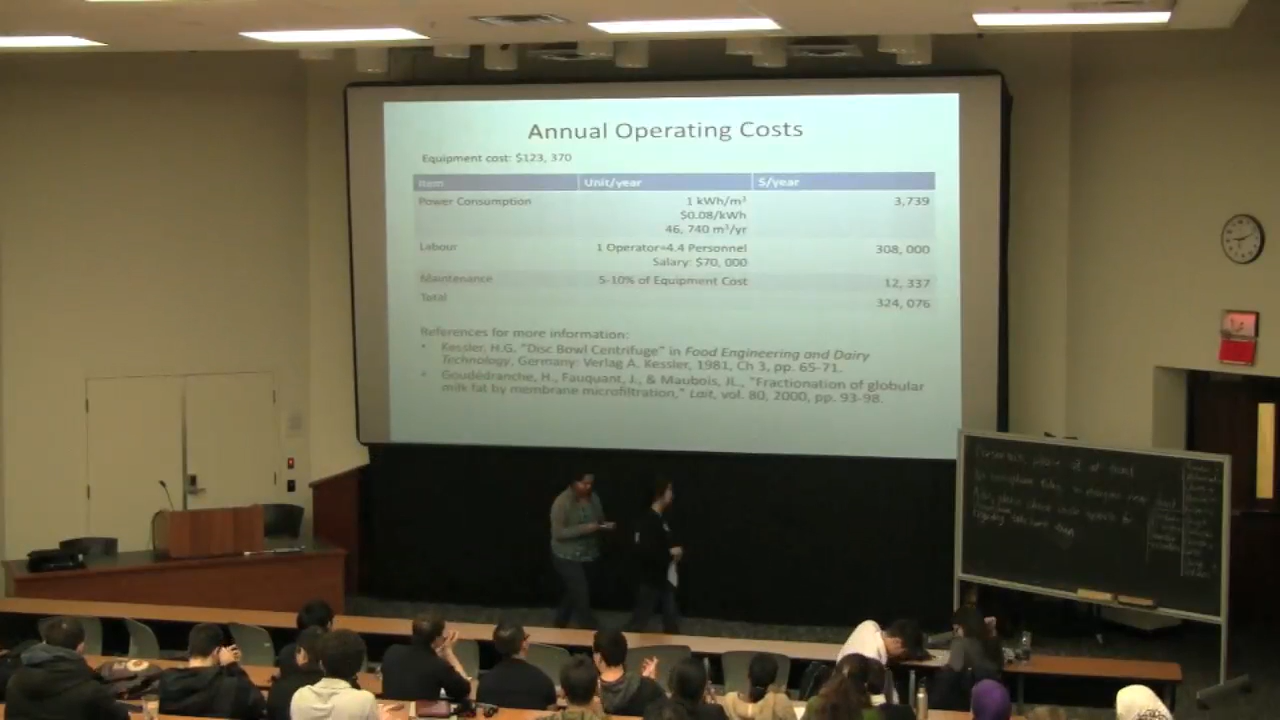 Annual Operating Costs
Equipment cost: $123, 370
Item Unit/year $/year
Power Consumption 1 kWh/m³ 3,739
$0.08/kWh
46, 740 m³/yr
Labour 1 Operator=4.4 Personnel 308, 000
Salary: $70, 000
Maintenance 5-10% of Equipment Cost 12, 337
Total 324, 076
References for more information:
• Kessler, H.G. "Disc Bowl Centrifuge" in Food Engineering and Dairy
Technology, Germany: Verlag A. Kessler, 1981, Ch 3, pp. 65-71.
• Goudédranche, H., Fauquant, J., & Maubois, JL., "Fractionation of globular
milk fat by membrane microfiltration," Lait, vol. 80, 2000, pp. 93-98.